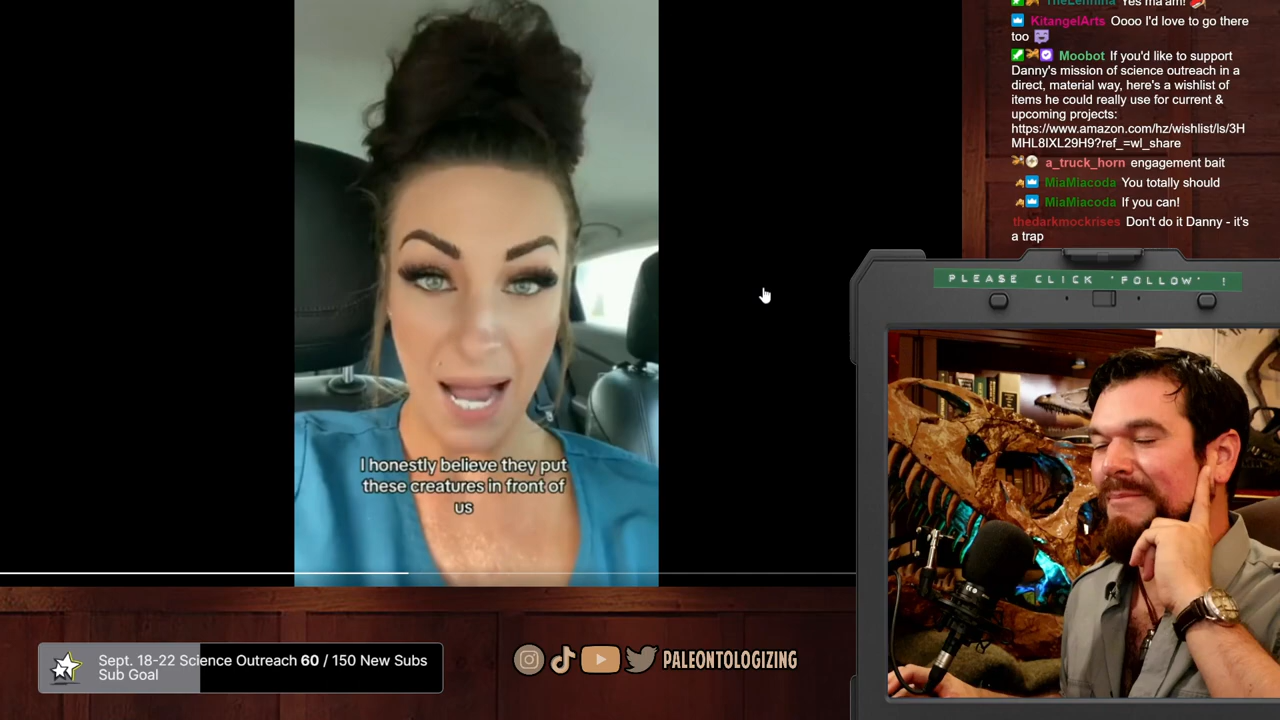 TheLemmina Yes ma'am!
KitangelArts Oooo I'd love to go there
too
Moobot If you'd like to support
Danny's mission of science outreach in a
direct, material way, here's a wishlist of
items he could really use for current &
upcoming projects:
https://www.amazon.com/hz/wishlist/ls/3H
MHL8IXL29H9?ref_=wl_share
a_truck_horn engagement bait
MiaMiacoda You totally should
MiaMiacoda If you can!
thedarkmockrises Don't do it Danny - it's
a trap
PLEASE CLICK 'FOLLOW' !
I honestly believe they put
these creatures in front of
us
Sept. 18-22 Science Outreach 60 / 150 New Subs
Sub Goal
PALEONTOLOGIZING